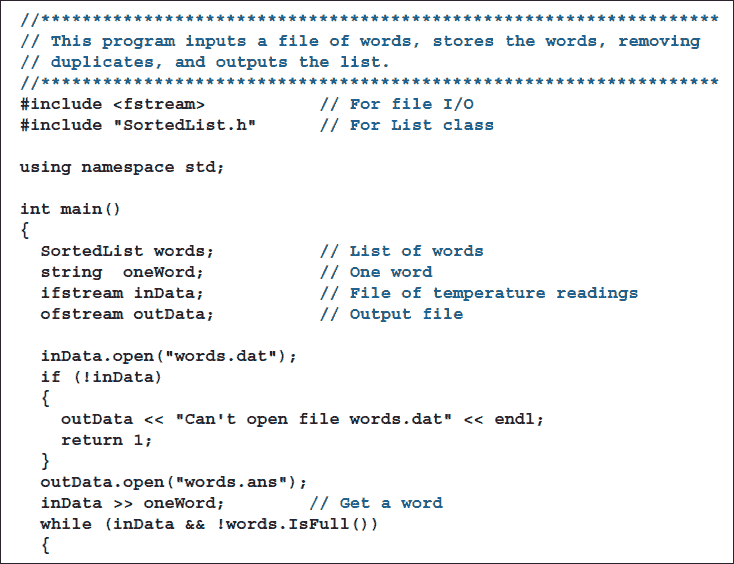 //********************************************************************
// This program inputs a file of words, stores the words, removing
// duplicates, and outputs the list.
//********************************************************************
#include <fstream>            // For file I/O
#include "SortedList.h"       // For List class

using namespace std;

int main()
{
  SortedList words;           // List of words
  string  oneWord;            // One word
  ifstream inData;            // File of temperature readings
  ofstream outData;           // Output file

  inData.open("words.dat");
  if (!inData)
  {
    outData << "Can't open file words.dat" << endl;
    return 1;
  }
  outData.open("words.ans");
  inData >> oneWord;         // Get a word
  while (inData && !words.IsFull())
  {